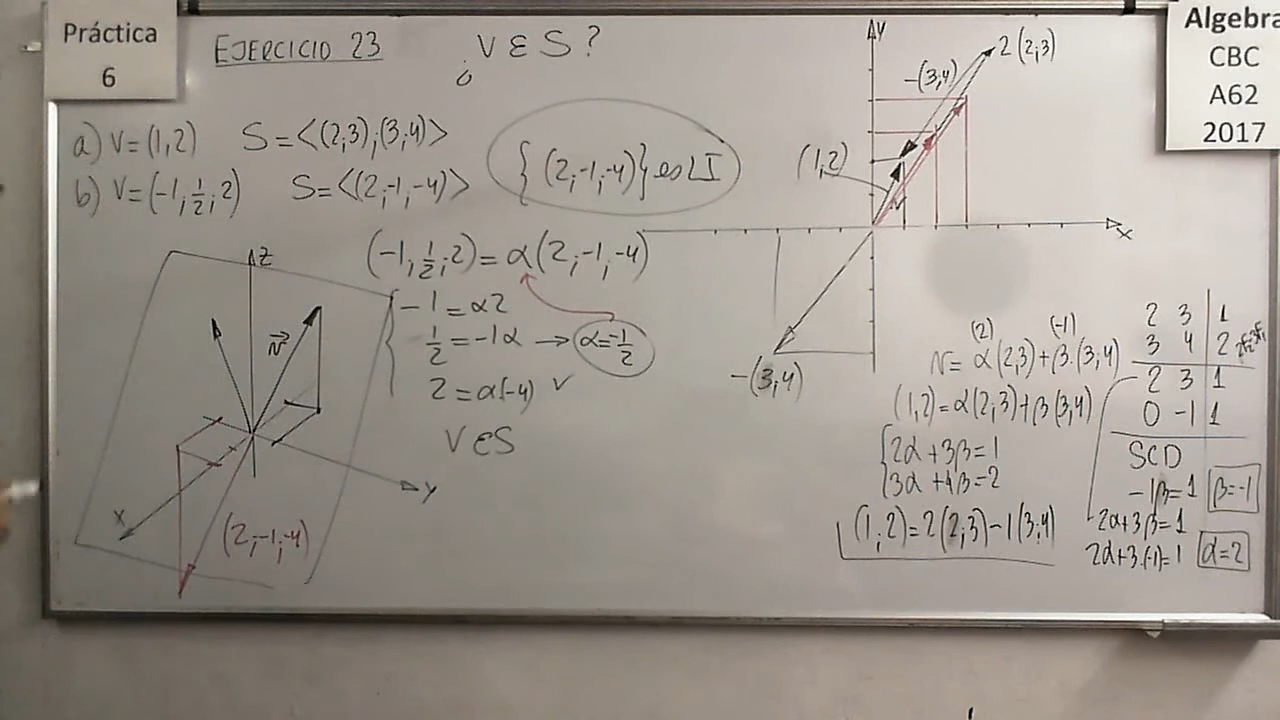 Práctica
6
EJERCICIO 23
¿V ∈ S?
Algebra
CBC
A62
2017
a) V=(1,2) S=<(2;3);(3;4)>
b) V=(-1,1/2;2) S=<(2,-1,-4)>
{(2,-1,-4)} es LI
(-1,1/2;2)=α(2;-1,-4)
-1=α2
1/2=-1α → α=-1/2
2=α(-4) ✓
V∈S
Z
V
X
Y
(2,-1,-4)
y
2(2;3)
-(3;4)
(1,2)
V
x
-(3,4)
(2) (-1)
V=α(2;3)+β.(3;4)
(1,2)=α(2;3)+β(3;4)
2α+3β=1
3α+4β=2
(1;2)=2(2;3)-1(3;4)
2 3 | 1
3 4 | 2
2 3 | 1
0 -1 | 1
SCD
-1β=1 β=-1
2α+3β=1
2α+3.(-1)=1 α=2